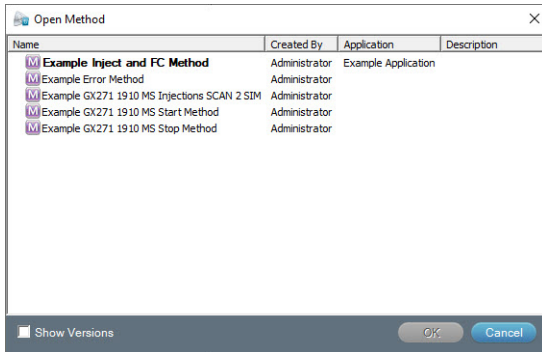 Open Method
Name Created By Application Description
M Example Inject and FC Method Administrator Example Application
M Example Error Method Administrator
M Example GX271 1910 MS Injections SCAN 2 SIM Administrator
M Example GX271 1910 MS Start Method Administrator
M Example GX271 1910 MS Stop Method Administrator
Show Versions OK Cancel